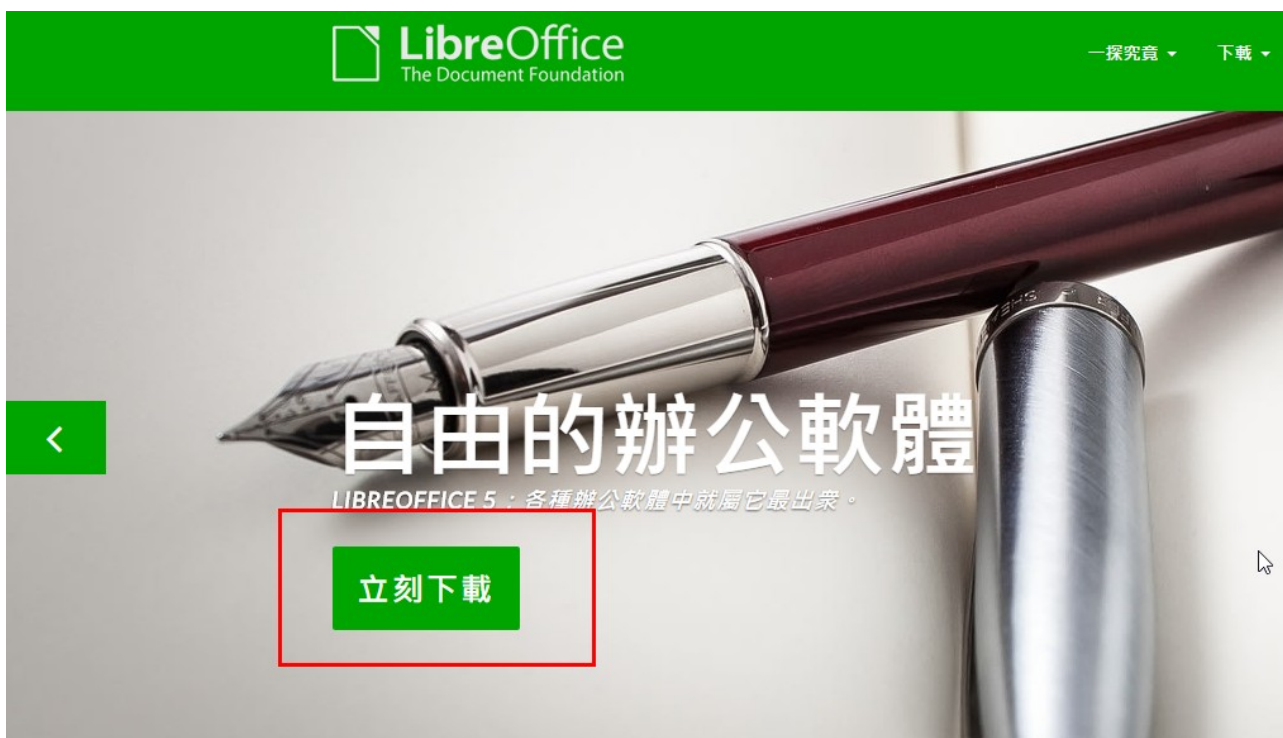 LibreOffice
The Document Foundation
一探究竟
下載
自由的辦公軟體
LIBREOFFICE 5：各種辦公軟體中就屬它最出眾。
立刻下載